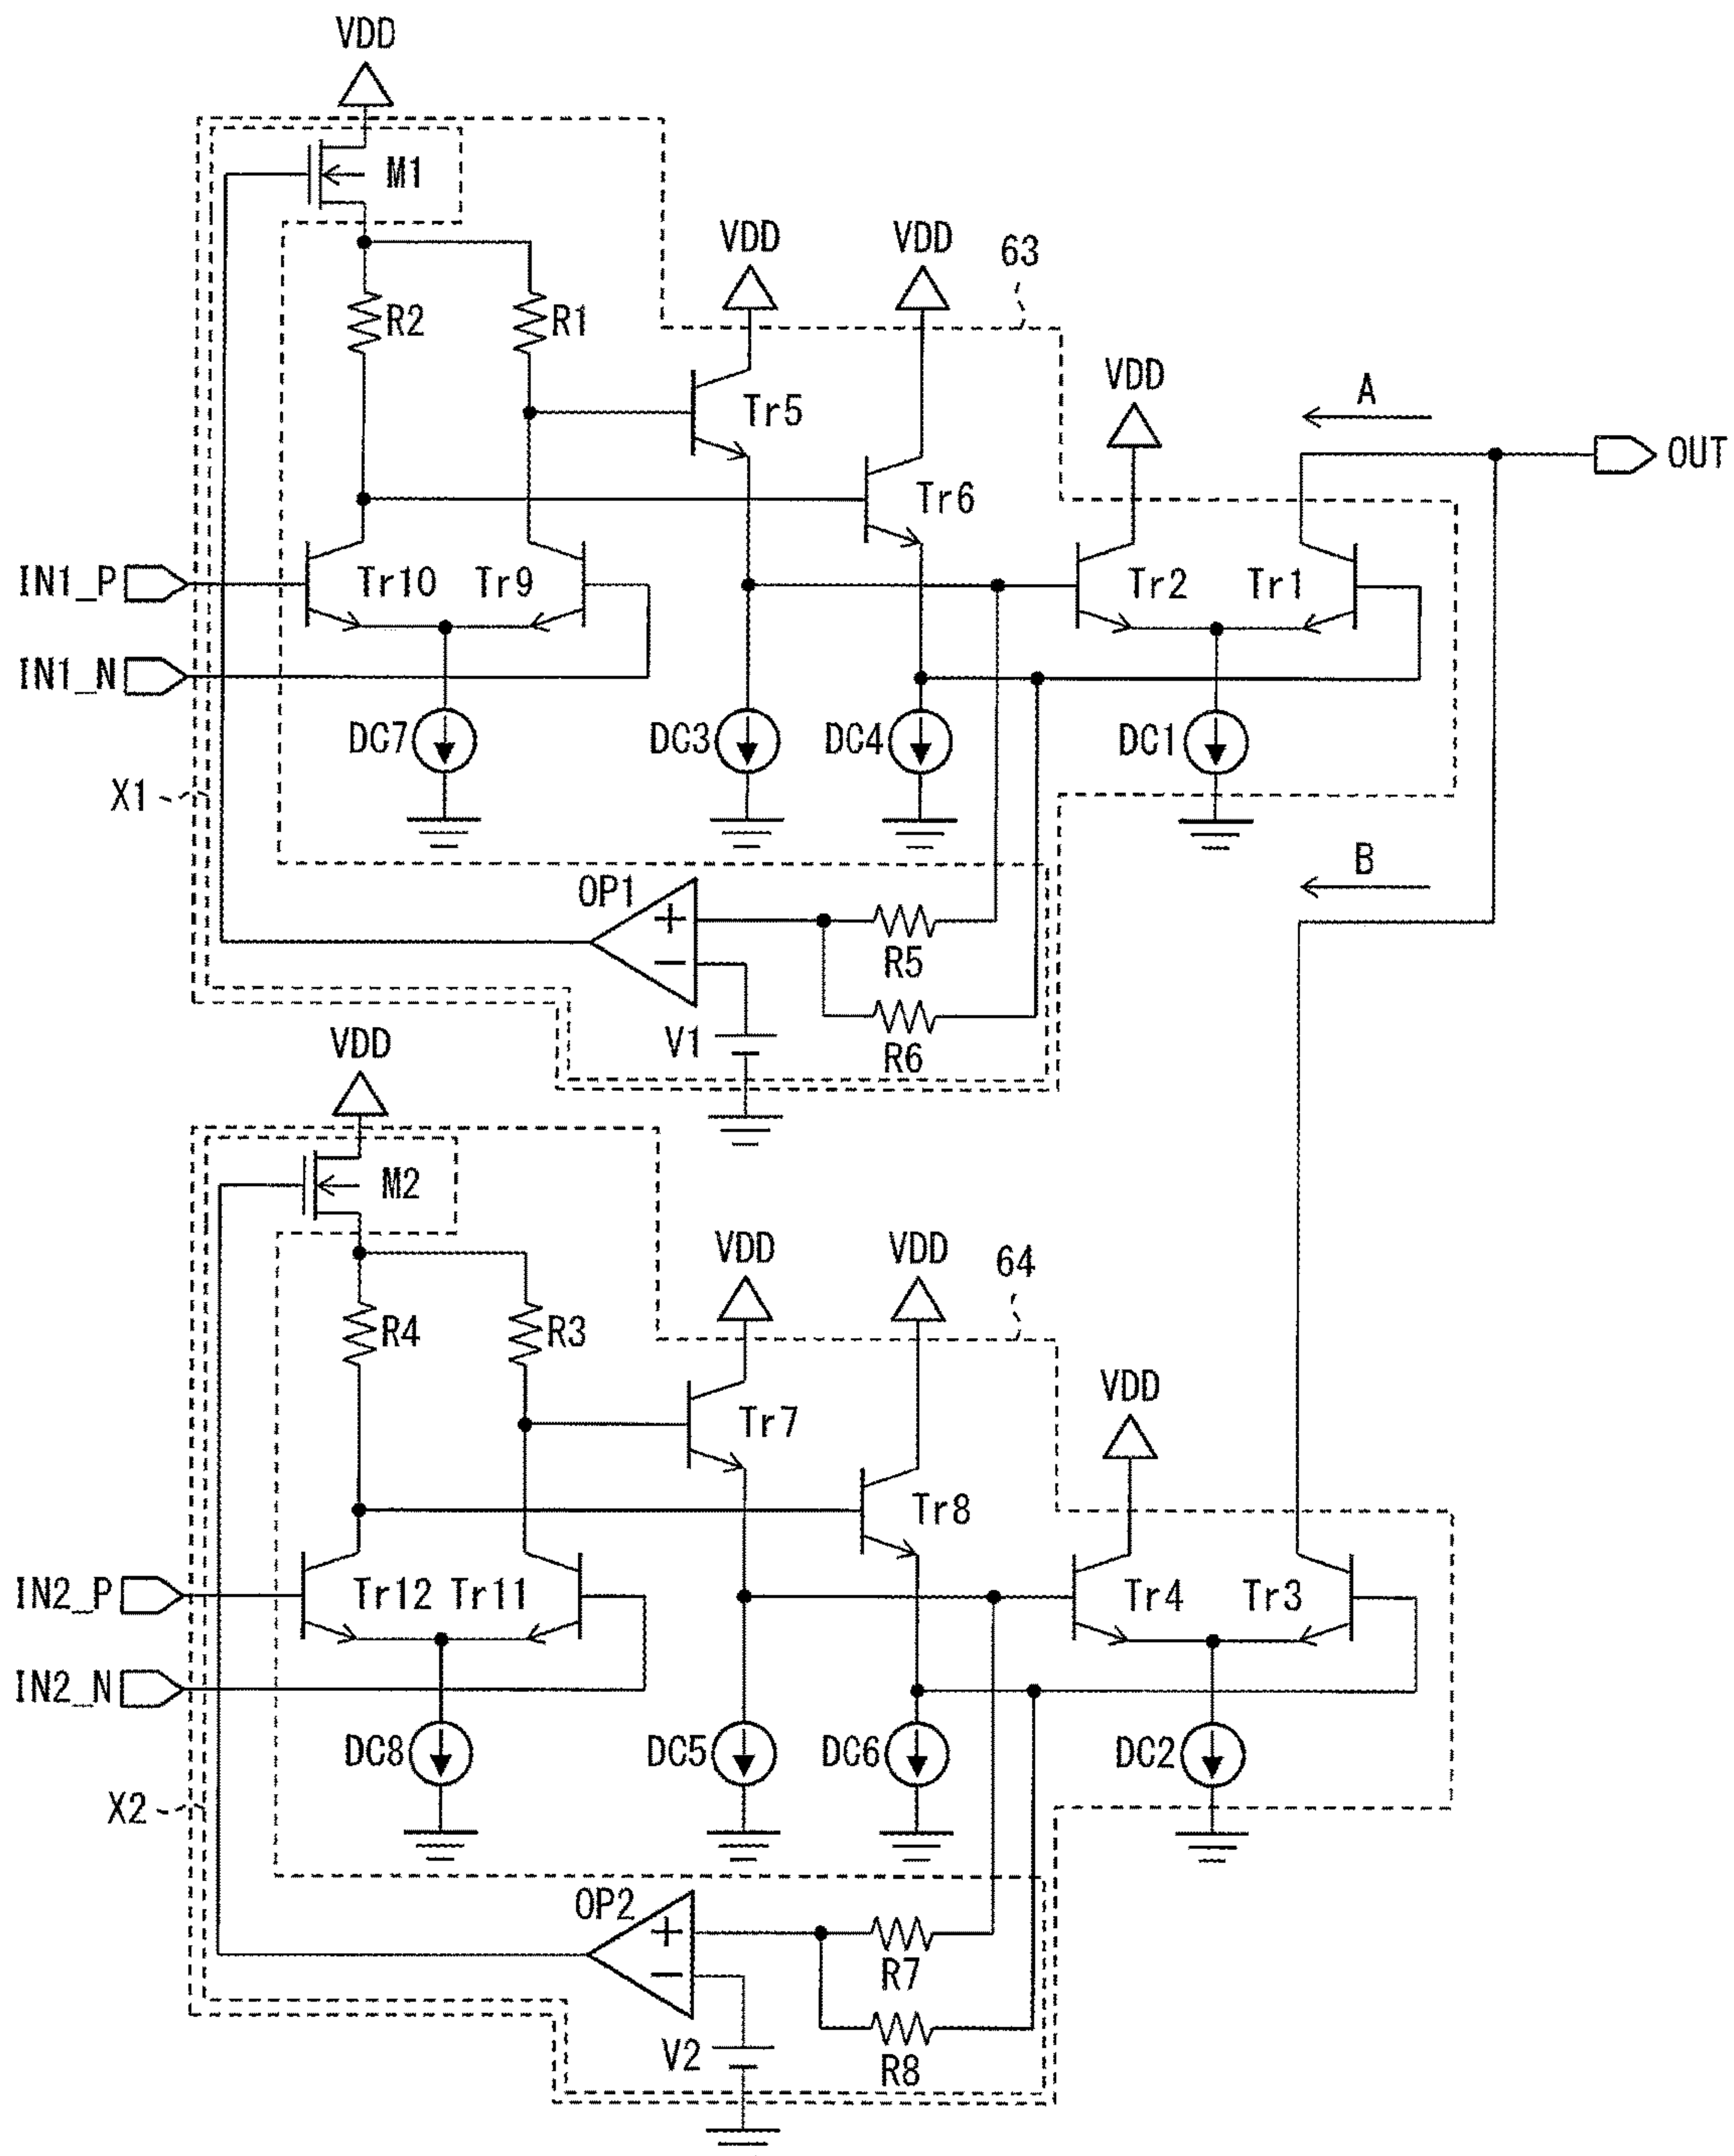 VDD
M1
R2
R1
VDD
VDD
63
Tr5
Tr6
VDD
A
OUT
IN1_P
Tr10
Tr9
Tr2
Tr1
IN1_N
DC7
DC3
DC4
DC1
X1
B
OP1
+
−
R5
V1
R6
VDD
M2
R4
R3
VDD
VDD
64
Tr7
Tr8
VDD
IN2_P
Tr12
Tr11
Tr4
Tr3
IN2_N
DC8
DC5
DC6
DC2
X2
OP2
+
−
R7
V2
R8